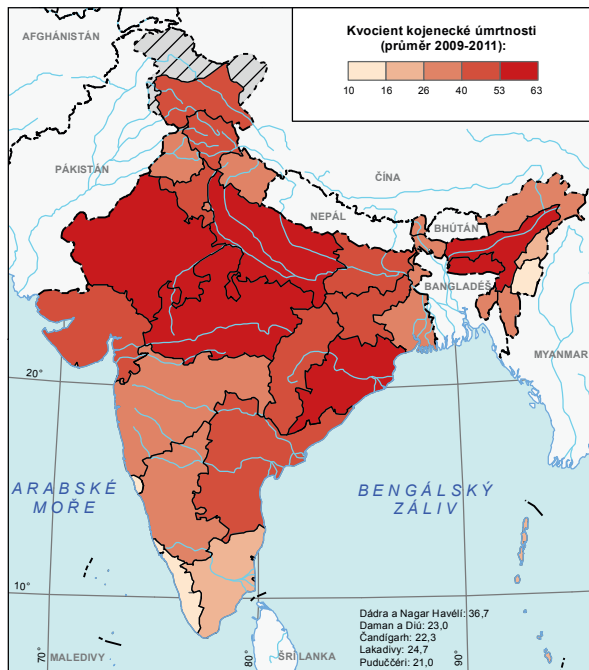 Kvocient kojenecké úmrtnosti
(průměr 2009-2011):
10 16 26 40 53 63
AFGHÁNISTÁN
PÁKISTÁN
ČÍNA
NEPÁL
BHÚTÁN
BANGLADÉŠ
MYANMAR
20°
ARABSKÉ
MOŘE
BENGÁLSKÝ
ZÁLIV
10°
Dádra a Nagar Havélí: 36,7
Daman a Diú: 23,0
Čandígarh: 22,3
Lakadivy: 24,7
Puduččéri: 21,0
70°
MALEDIVY
80°
ŠRÍ LANKA
90°